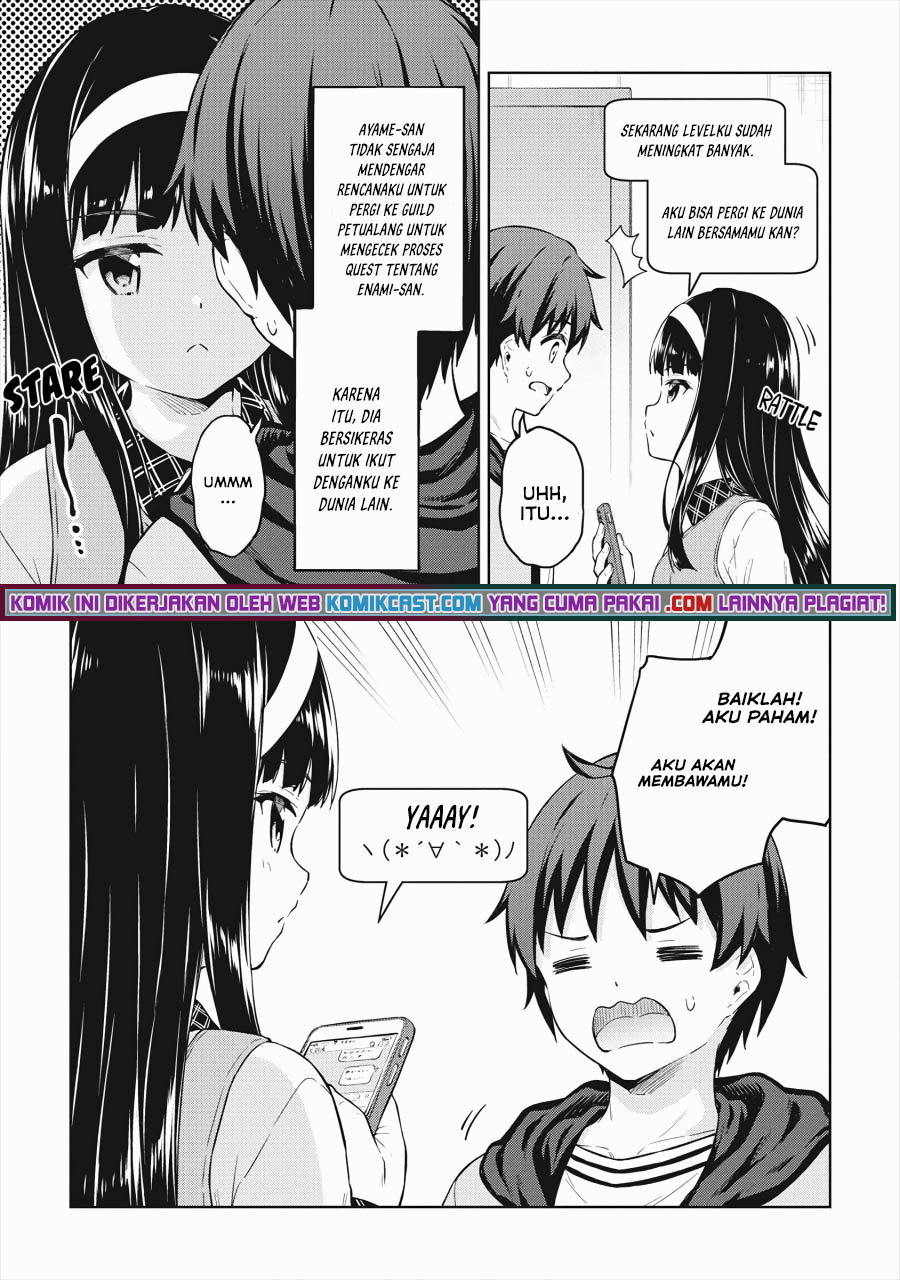 SEKARANG LEVELKU SUDAH
MENINGKAT BANYAK.
AKU BISA PERGI KE DUNIA
LAIN BERSAMAMU KAN?
RATTLE
UHH,
ITU...
AYAME-SAN
TIDAK SENGAJA
MENDENGAR
RENCANAKU UNTUK
PERGI KE GUILD
PETUALANG UNTUK
MENGECEK PROSES
QUEST TENTANG
ENAMI-SAN.
KARENA
ITU, DIA
BERSIKERAS
UNTUK IKUT
DENGANKU KE
DUNIA LAIN.
STARE
UMMM
...
KOMIK INI DIKERJAKAN OLEH WEB KOMIKCAST.COM YANG CUMA PAKAI .COM LAINNYA PLAGIAT!
BAIKLAH!
AKU PAHAM!
AKU AKAN
MEMBAWAMU!
YAAAY!
ヽ(*´∀｀*)ﾉ